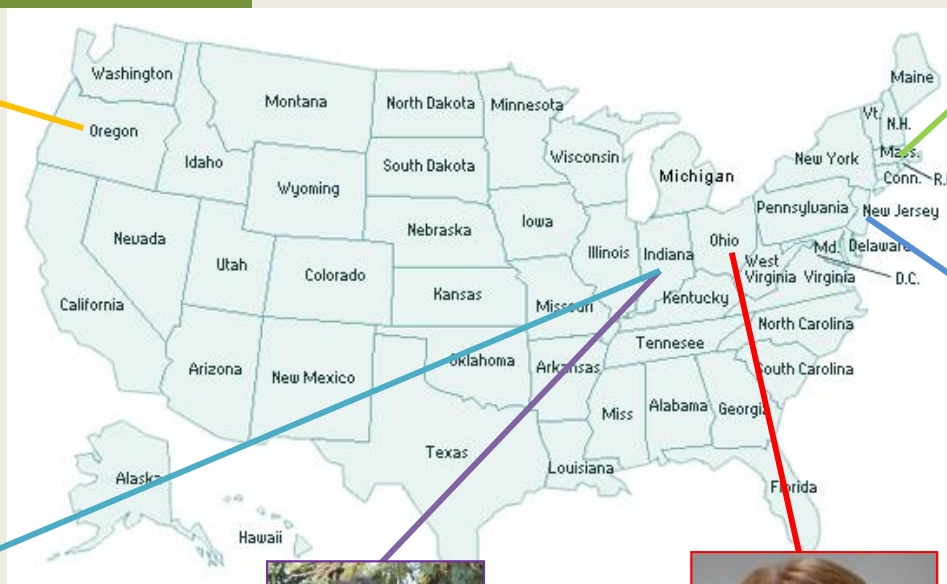 Washington
Montana
North Dakota
Minnesota
Maine
Vt.
N.H.
Oregon
Idaho
South Dakota
Wisconsin
Michigan
New York
Mass.
Conn.
R.I
Wyoming
Iowa
Pennsylvania
New Jersey
Nevada
Utah
Colorado
Nebraska
Illinois
Indiana
Ohio
West
Virginia
Virginia
Md.
Delaware
D.C.
California
Kansas
Missouri
Kentucky
North Carolina
Tennesee
South Carolina
Arizona
New Mexico
Oklahoma
Arkansas
Miss
Alabama
Georgia
Texas
Louisiana
Florida
Alaska
Hawaii